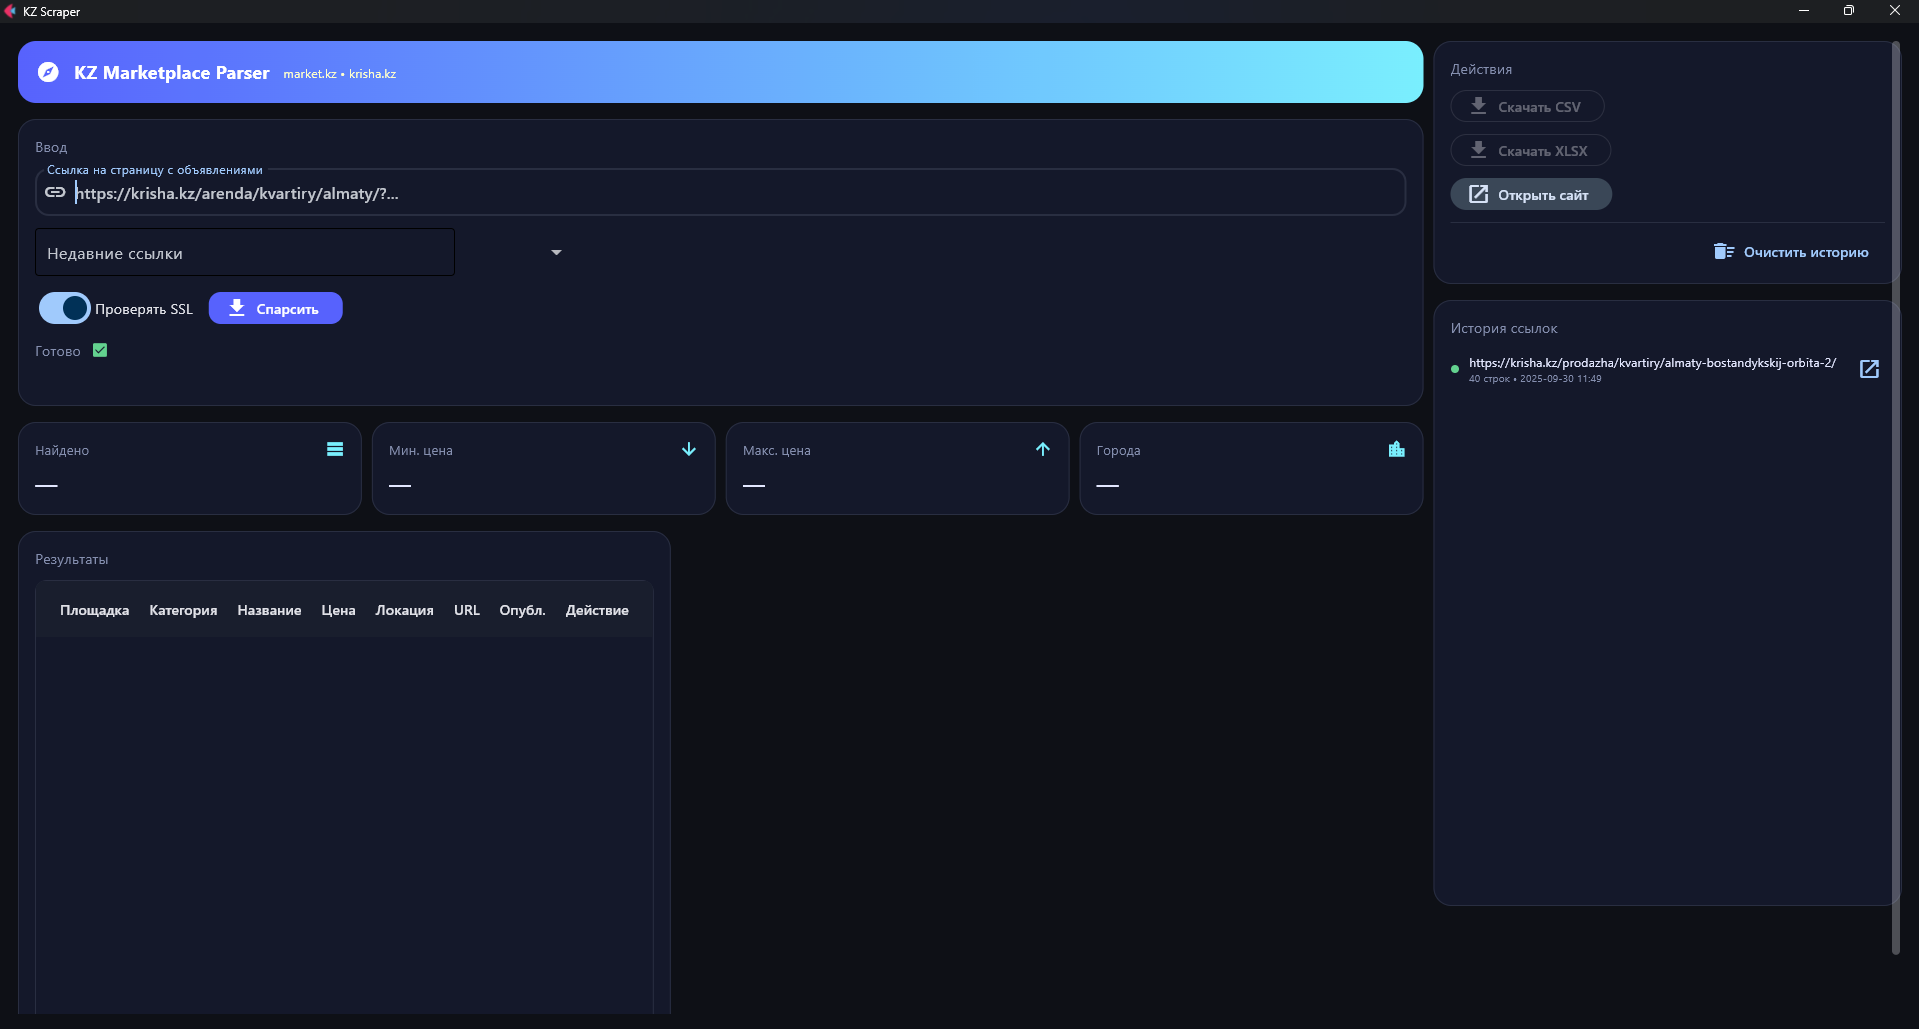 KZ Scraper
KZ Marketplace Parser market.kz • krisha.kz
Ввод
Ссылка на страницу с объявлениями
https://krisha.kz/arenda/kvartiry/almaty/?...
Недавние ссылки
Проверять SSL
Спарсить
Готово
Найдено
—
Мин. цена
—
Макс. цена
—
Города
—
Результаты
Площадка Категория Название Цена Локация URL Опубл. Действие
Действия
Скачать CSV
Скачать XLSX
Открыть сайт
Очистить историю
История ссылок
https://krisha.kz/prodazha/kvartiry/almaty-bostandykskij-orbita-2/
40 строк • 2025-09-30 11:49